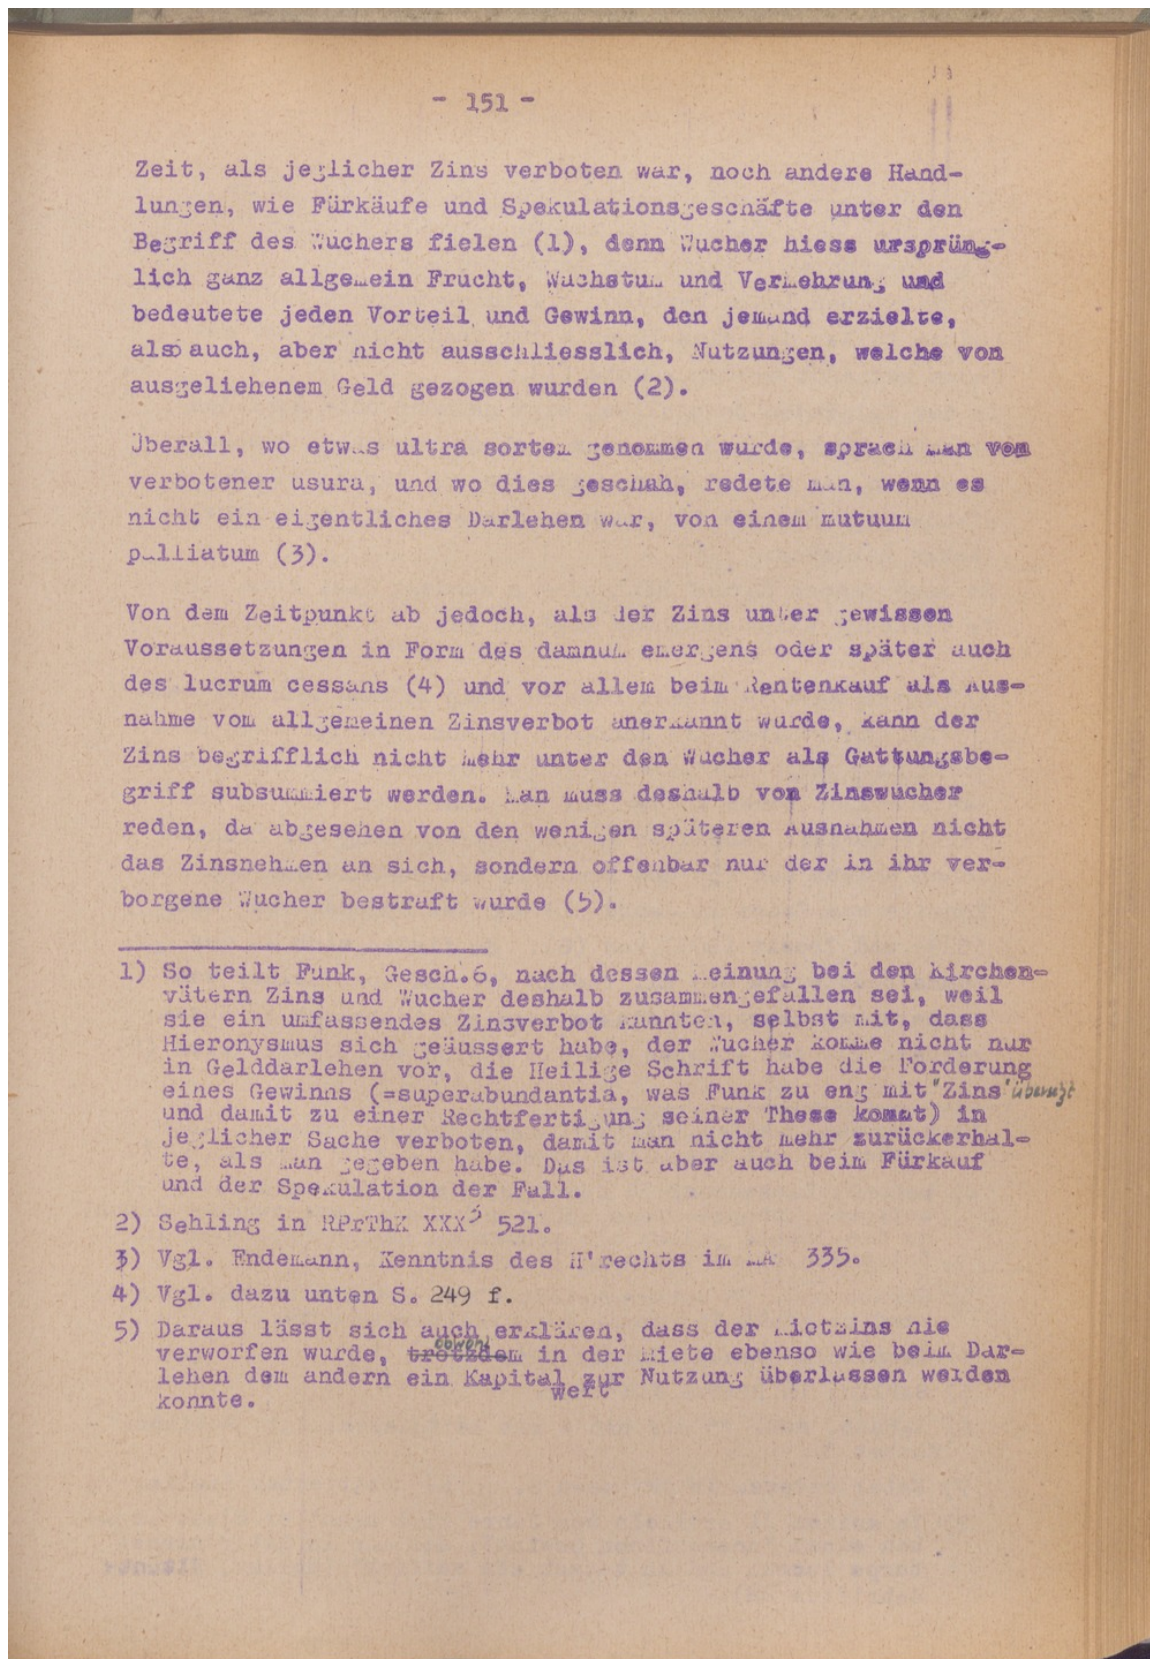 - 151 -
Zeit, als jeglicher Zins verboten war, noch andere Hand-
lungen, wie Fürkäufe und Spekulationsgeschäfte unter den
Begriff des Wuchers fielen (1), denn Wucher hiess ursprüng-
lich ganz allgemein Frucht, Wachstum und Vermehrung und
bedeutete jeden Vorteil und Gewinn, den jemand erzielte,
also auch, aber nicht ausschliesslich, Nutzungen, welche von
ausgeliehenem Geld gezogen wurden (2).
Überall, wo etwas ultra sortem genommen wurde, sprach man von
verbotener usura, und wo dies geschah, redete man, wenn es
nicht ein eigentliches Darlehen war, von einem mutuum
palliatum (3).
Von dem Zeitpunkt ab jedoch, als der Zins unter gewissen
Voraussetzungen in Form des damnum emergens oder später auch
des lucrum cessans (4) und vor allem beim Rentenkauf als Aus-
nahme vom allgemeinen Zinsverbot anerkannt wurde, kann der
Zins begrifflich nicht mehr unter den Wucher als Gattungsbe-
griff subsummiert werden. Man muss deshalb von Zinswucher
reden, da abgesehen von den wenigen späteren Ausnahmen nicht
das Zinsnehmen an sich, sondern offenbar nur der in ihr ver-
borgene Wucher bestraft wurde (5).
1) So teilt Funk, Gesch.6, nach dessen Meinung bei den Kirchen-
vätern Zins und Wucher deshalb zusammengefallen sei, weil
sie ein umfassendes Zinsverbot kannten, selbst mit, dass
Hieronysmus sich geäussert habe, der Wucher komme nicht nur
in Gelddarlehen vor, die Heilige Schrift habe die Forderung
eines Gewinns (=superabundantia, was Funk zu eng mit "Zins" übersetzt
und damit zu einer Rechtfertigung seiner These kommt) in
jeglicher Sache verboten, damit man nicht mehr zurückerhal-
te, als man gegeben habe. Das ist aber auch beim Fürkauf
und der Spekulation der Fall.
2) Sehling in RPrThK XXX³ 521.
3) Vgl. Endemann, Kenntnis des H'rechts im MA 335.
4) Vgl. dazu unten S. 249 f.
5) Daraus lässt sich auch erklären, dass der Mietzins nie
verworfen wurde, trotzdem obwohl in der Miete ebenso wie beim Dar-
lehen dem andern ein Kapital zur Nutzung überlassen werden
wert
konnte.